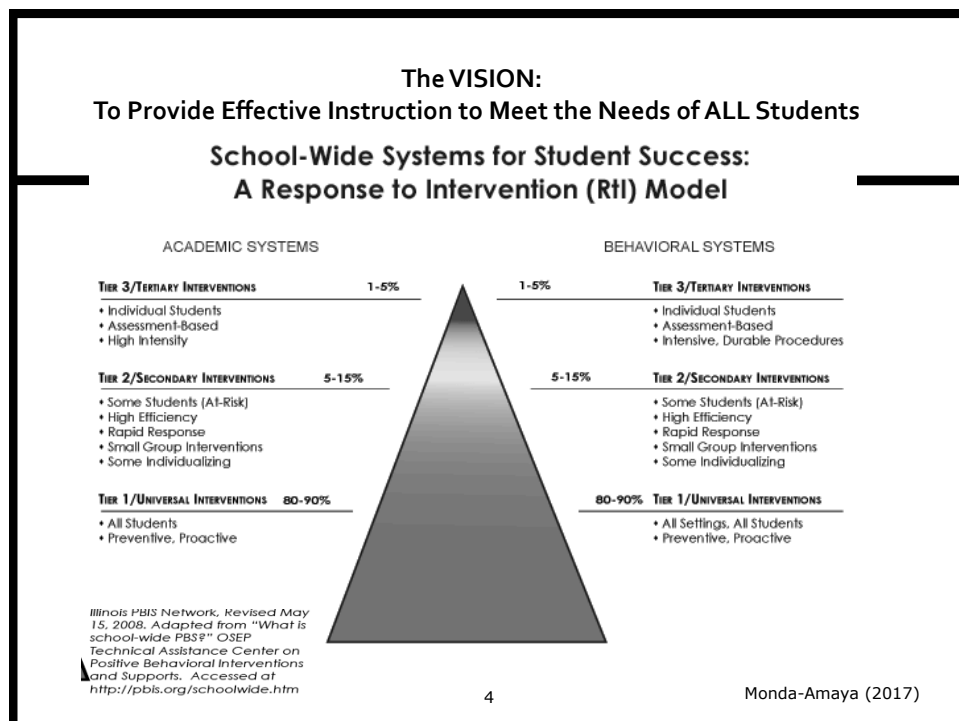 The VISION:
To Provide Effective Instruction to Meet the Needs of ALL Students
School-Wide Systems for Student Success:
A Response to Intervention (RtI) Model
ACADEMIC SYSTEMS
TIER 3/TERTIARY INTERVENTIONS 1-5%
• Individual Students
• Assessment-Based
• High Intensity
TIER 2/SECONDARY INTERVENTIONS 5-15%
• Some Students (At-Risk)
• High Efficiency
• Rapid Response
• Small Group Interventions
• Some Individualizing
TIER 1/UNIVERSAL INTERVENTIONS 80-90%
• All Students
• Preventive, Proactive
BEHAVIORAL SYSTEMS
1-5% TIER 3/TERTIARY INTERVENTIONS
• Individual Students
• Assessment-Based
• Intensive, Durable Procedures
5-15% TIER 2/SECONDARY INTERVENTIONS
• Some Students (At-Risk)
• High Efficiency
• Rapid Response
• Small Group Interventions
• Some Individualizing
80-90% TIER 1/UNIVERSAL INTERVENTIONS
• All Settings, All Students
• Preventive, Proactive
Illinois PBIS Network, Revised May
15, 2008. Adapted from “What is
school-wide PBS?” OSEP
Technical Assistance Center on
Positive Behavioral Interventions
and Supports. Accessed at
http://pbis.org/schoolwide.htm
4
Monda-Amaya (2017)